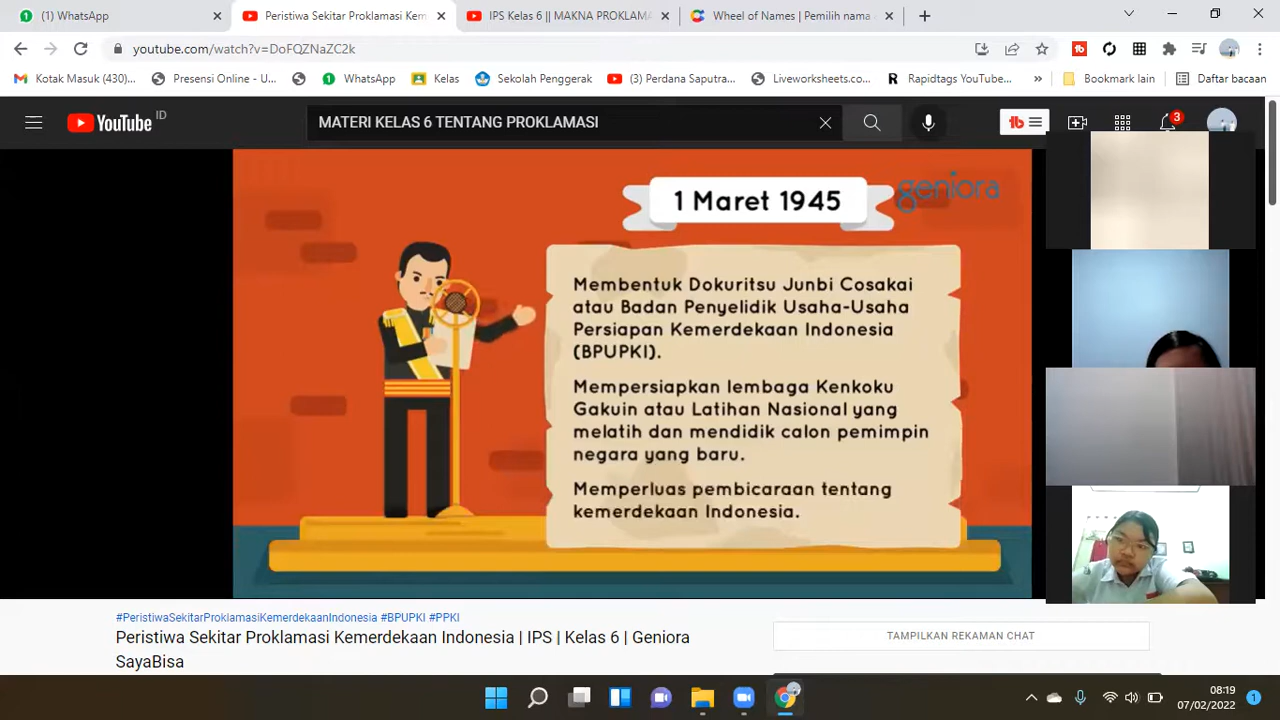 (1) WhatsApp
Peristiwa Sekitar Proklamasi Kem
IPS Kelas 6 || MAKNA PROKLAMA
Wheel of Names | Pemilih nama a
youtube.com/watch?v=DoFQZNaZC2k
Kotak Masuk (430)...
Presensi Online - U...
WhatsApp
Kelas
Sekolah Penggerak
(3) Perdana Saputra...
Liveworksheets.co...
Rapidtags YouTube...
Bookmark lain
Daftar bacaan
YouTube ID
MATERI KELAS 6 TENTANG PROKLAMASI
3
1 Maret 1945
geniora
Membentuk Dokuritsu Junbi Cosakai
atau Badan Penyelidik Usaha-Usaha
Persiapan Kemerdekaan Indonesia
(BPUPKI).
Mempersiapkan lembaga Kenkoku
Gakuin atau Latihan Nasional yang
melatih dan mendidik calon pemimpin
negara yang baru.
Memperluas pembicaraan tentang
kemerdekaan Indonesia.
#PeristiwaSekitarProklamasiKemerdekaanIndonesia #BPUPKI #PPKI
Peristiwa Sekitar Proklamasi Kemerdekaan Indonesia | IPS | Kelas 6 | Geniora
SayaBisa
TAMPILKAN REKAMAN CHAT
08:19
07/02/2022
1